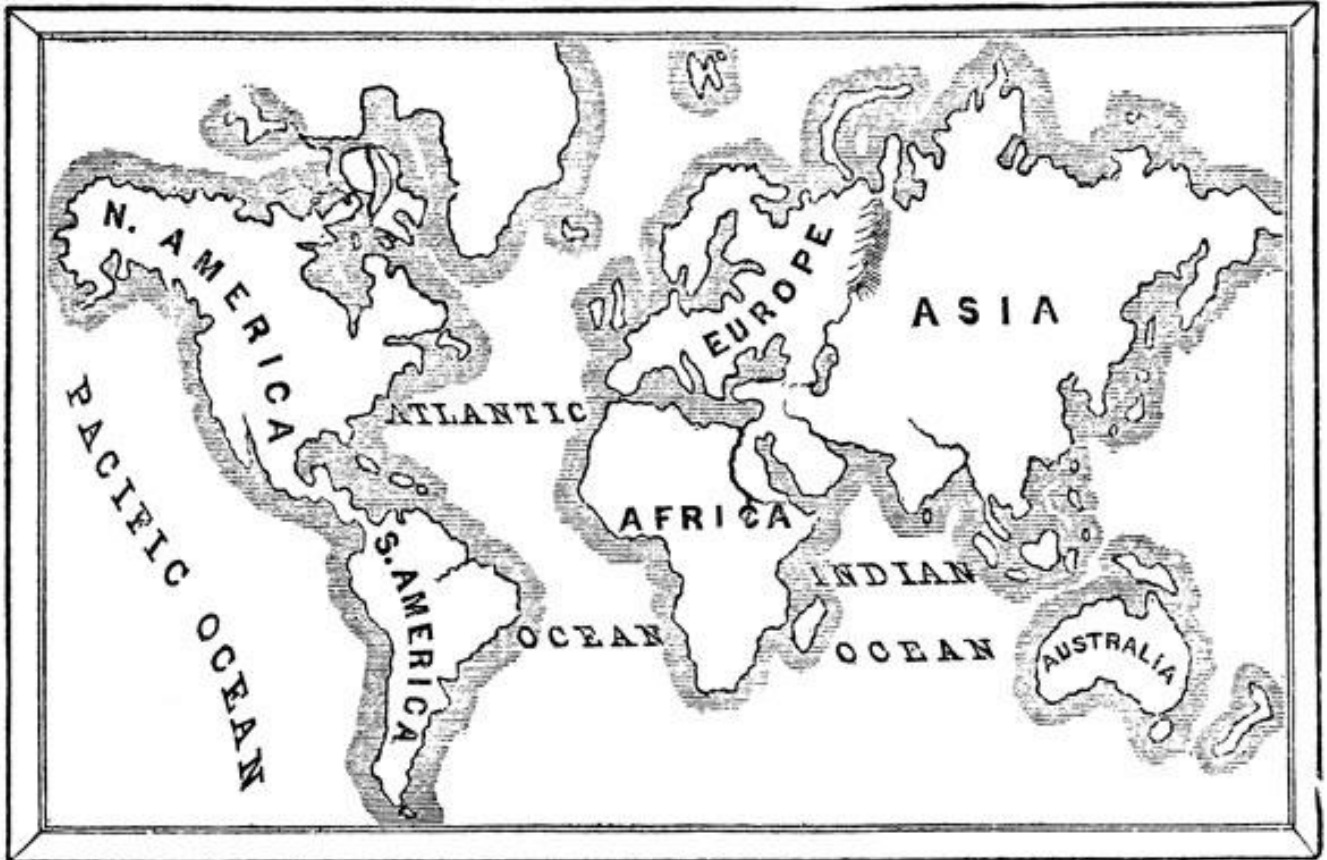 N. AMERICA
EUROPE
ASIA
PACIFIC OCEAN
ATLANTIC
AFRICA
S. AMERICA
INDIAN
OCEAN
OCEAN
AUSTRALIA